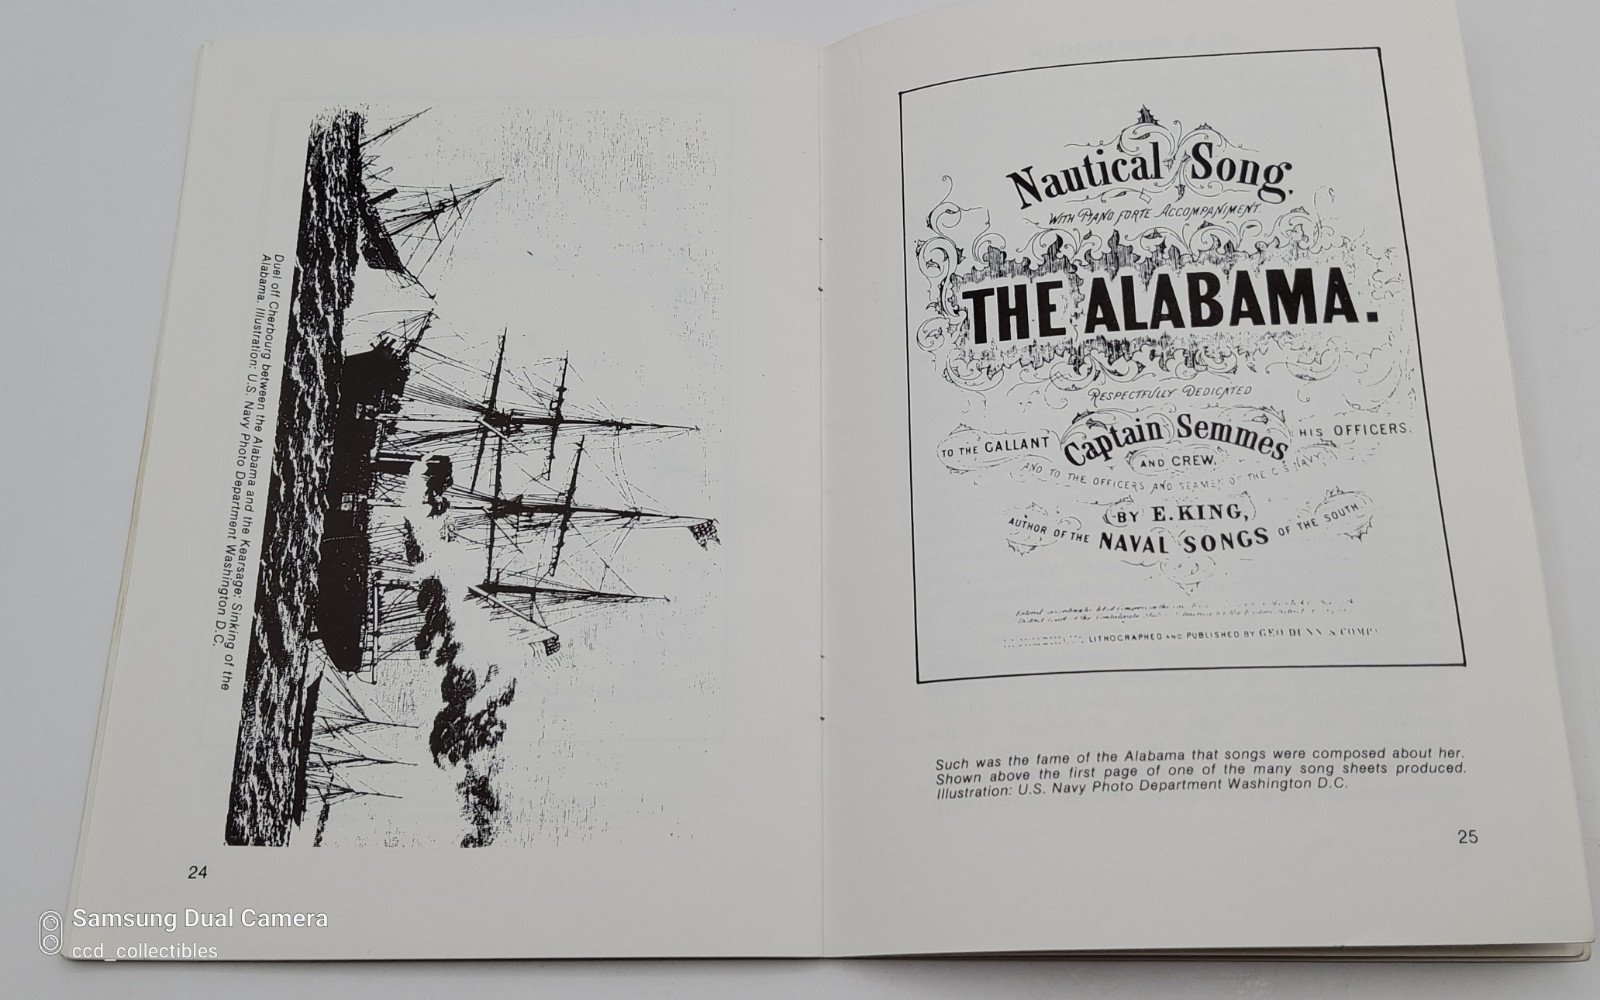 Duel off Cherbourg between the Alabama and the Kearsage; Sinking of the
Alabama. Illustration: U.S. Navy Photo Department Washington D.C.
24
Nautical Song.
WITH PIANO FORTE ACCOMPANIMENT.
THE ALABAMA.
RESPECTFULLY DEDICATED
TO THE GALLANT Captain Semmes HIS OFFICERS.
AND CREW.
AND TO THE OFFICERS AND SEAMEN OF THE C.S. NAVY,
BY E. KING,
AUTHOR OF THE NAVAL SONGS OF THE SOUTH.
LITHOGRAPHED AND PUBLISHED BY GEO DUNN & COMP
Such was the fame of the Alabama that songs were composed about her.
Shown above the first page of one of the many song sheets produced.
Illustration: U.S. Navy Photo Department Washington D.C.
25
Samsung Dual Camera
ccd_collectibles